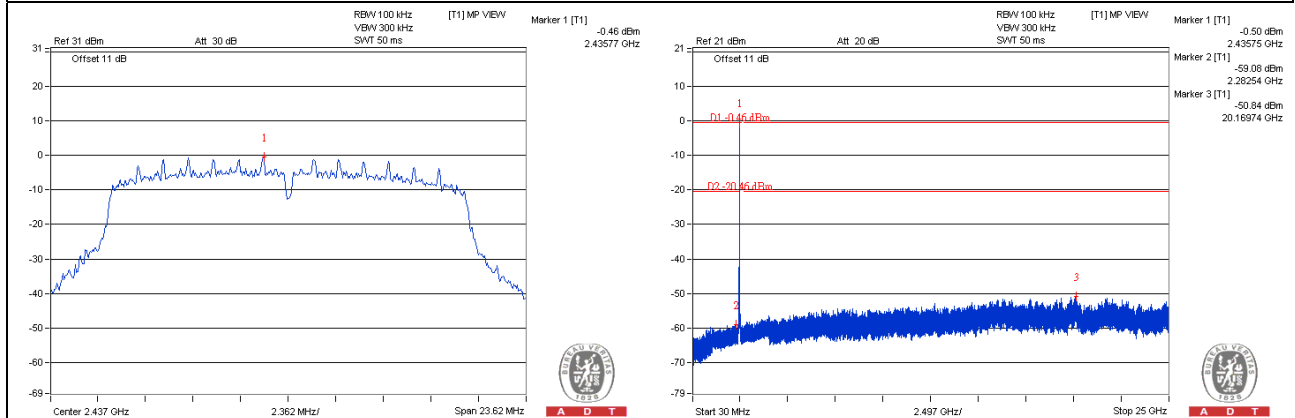 RBW 100 kHz
VBW 300 kHz
SWT 50 ms
[T1] MP VIEW
Ref 31 dBm
Att 30 dB
Marker 1 [T1]
-0.46 dBm
2.43577 GHz
31
Offset 11 dB
20
10
1
0
-10
-20
-30
-40
-50
-60
-69
Center 2.437 GHz
2.362 MHz/
Span 23.62 MHz
BUREAU VERITAS
1828
A D T
RBW 100 kHz
VBW 300 kHz
SWT 50 ms
[T1] MP VIEW
Ref 21 dBm
Att 20 dB
Marker 1 [T1]
-0.50 dBm
2.43575 GHz
Marker 2 [T1]
-59.08 dBm
2.28254 GHz
Marker 3 [T1]
-50.84 dBm
20.16974 GHz
21
Offset 11 dB
10
1
0
D1 -0.46 dBm
-10
-20
D2 -20.46 dBm
-30
-40
-50
3
2
-60
-70
-79
Start 30 MHz
2.497 GHz/
Stop 25 GHz
BUREAU VERITAS
1828
A D T